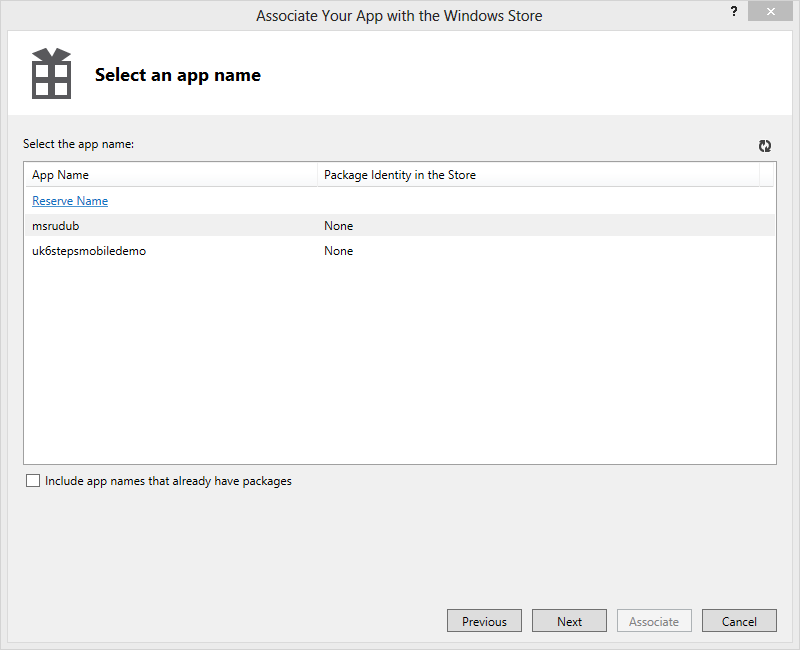 Associate Your App with the Windows Store
?
Select an app name
Select the app name:
App Name Package Identity in the Store
Reserve Name
msrudub None
uk6stepsmobiledemo None
Include app names that already have packages
Previous Next Associate Cancel